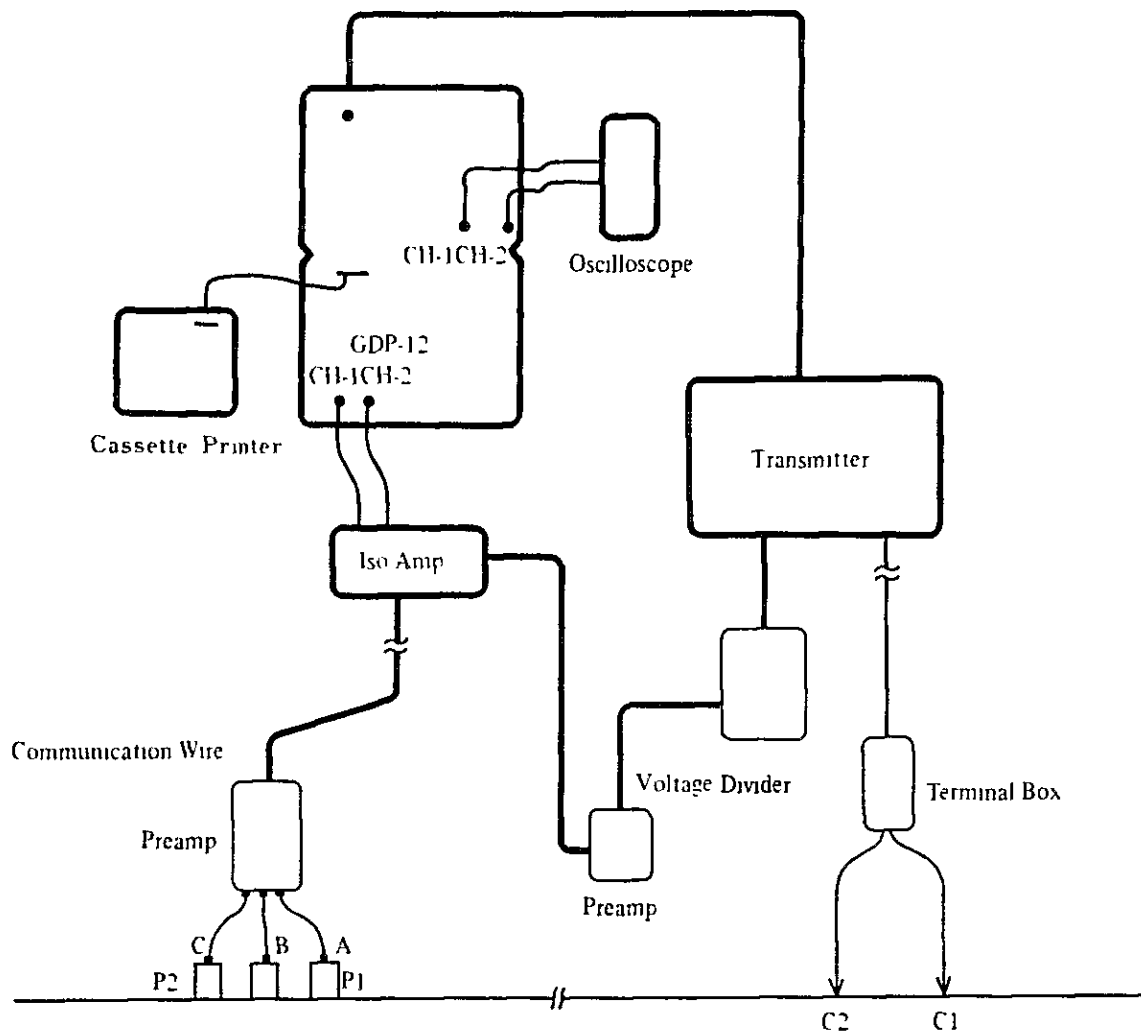 CH-1CH-2
Oscilloscope
GDP-12
CH-1CH-2
Cassette Printer
Transmitter
Iso Amp
Communication Wire
Voltage Divider
Terminal Box
Preamp
Preamp
C B A
P2 P1
C2 C1